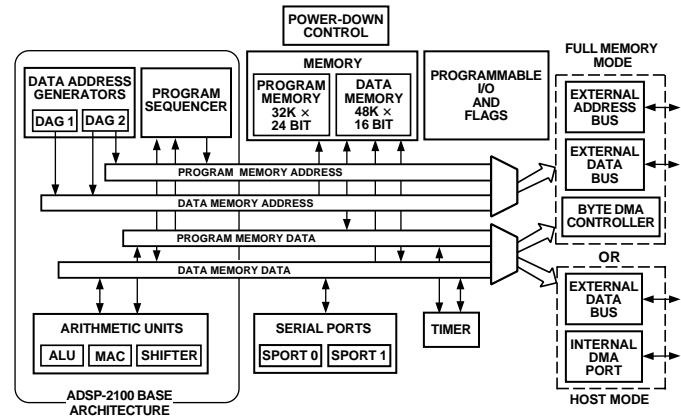 POWER-DOWN
CONTROL
FULL MEMORY
MODE
DATA ADDRESS
GENERATORS
DAG 1
DAG 2
PROGRAM
SEQUENCER
MEMORY
PROGRAM
MEMORY
32K ×
24 BIT
DATA
MEMORY
48K ×
16 BIT
PROGRAMMABLE
I/O
AND
FLAGS
EXTERNAL
ADDRESS
BUS
EXTERNAL
DATA
BUS
BYTE DMA
CONTROLLER
PROGRAM MEMORY ADDRESS
DATA MEMORY ADDRESS
PROGRAM MEMORY DATA
DATA MEMORY DATA
OR
EXTERNAL
DATA
BUS
INTERNAL
DMA
PORT
HOST MODE
ARITHMETIC UNITS
ALU
MAC
SHIFTER
SERIAL PORTS
SPORT 0
SPORT 1
TIMER
ADSP-2100 BASE
ARCHITECTURE